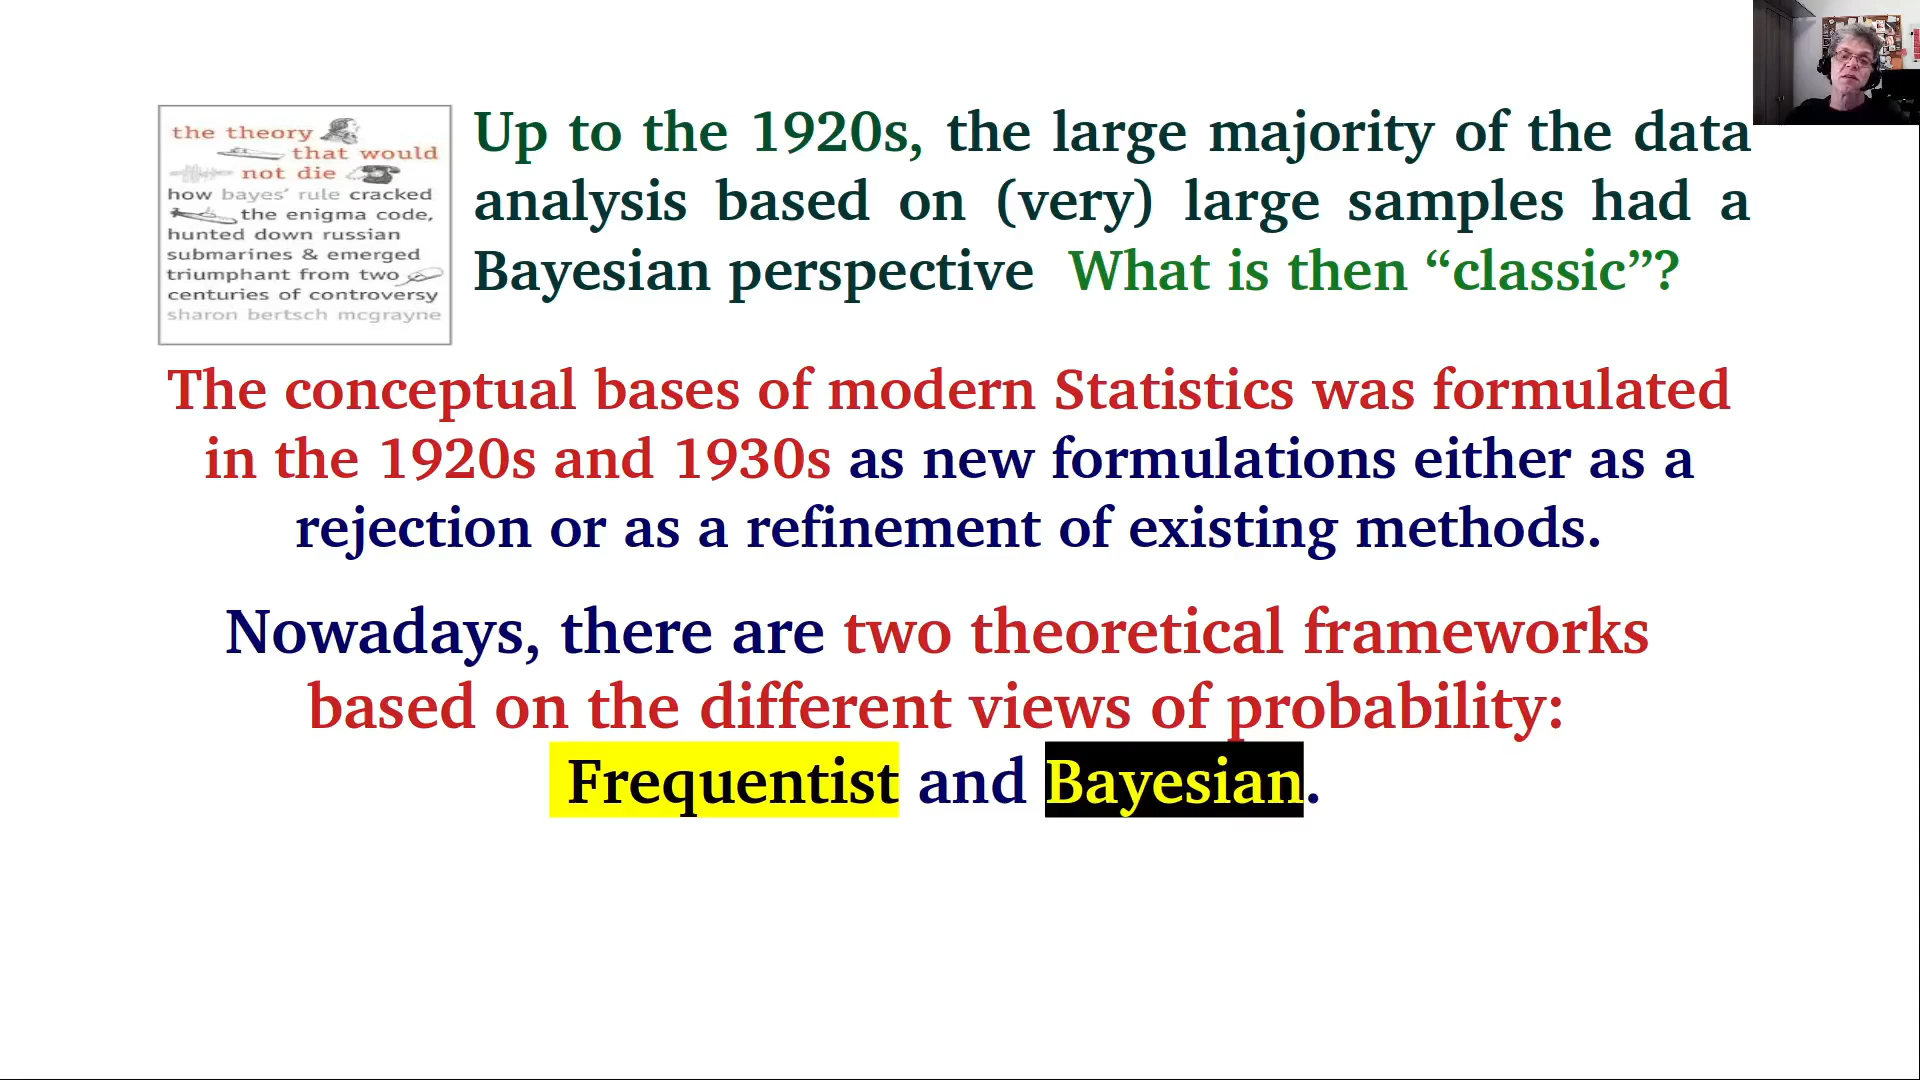 the theory
that would
not die
how bayes’ rule cracked
the enigma code,
hunted down russian
submarines & emerged
triumphant from two
centuries of controversy
sharon bertsch mcgrayne
Up to the 1920s, the large majority of the data
analysis based on (very) large samples had a
Bayesian perspective What is then “classic”?
The conceptual bases of modern Statistics was formulated
in the 1920s and 1930s as new formulations either as a
rejection or as a refinement of existing methods.
Nowadays, there are two theoretical frameworks
based on the different views of probability:
Frequentist and Bayesian.